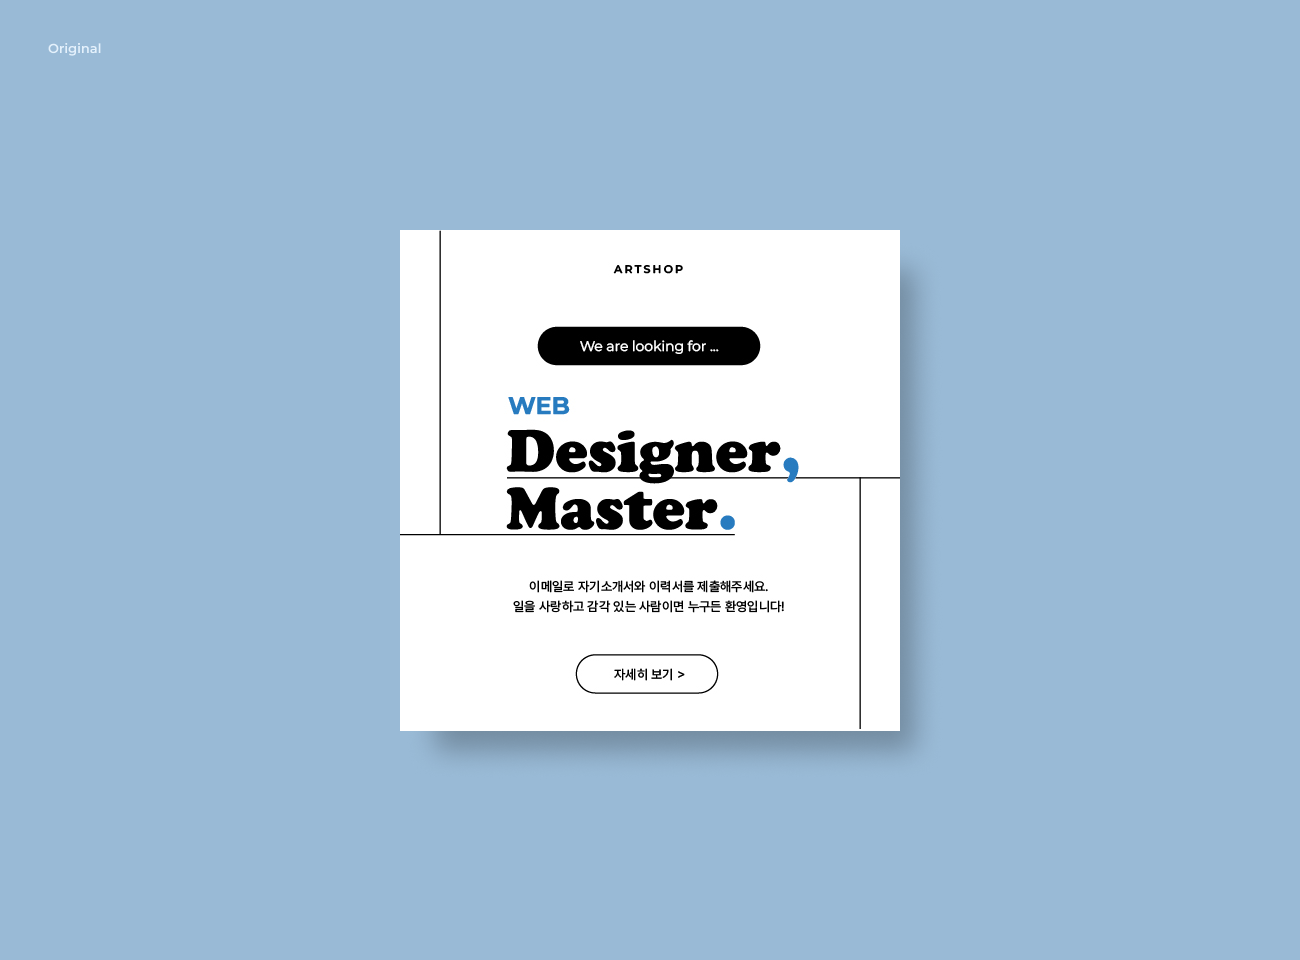 Original
ARTSHOP
We are looking for ...
WEB
Designer,
Master.
이메일로 자기소개서와 이력서를 제출해주세요.
일을 사랑하고 감각 있는 사람이면 누구든 환영입니다!
자세히 보기 >